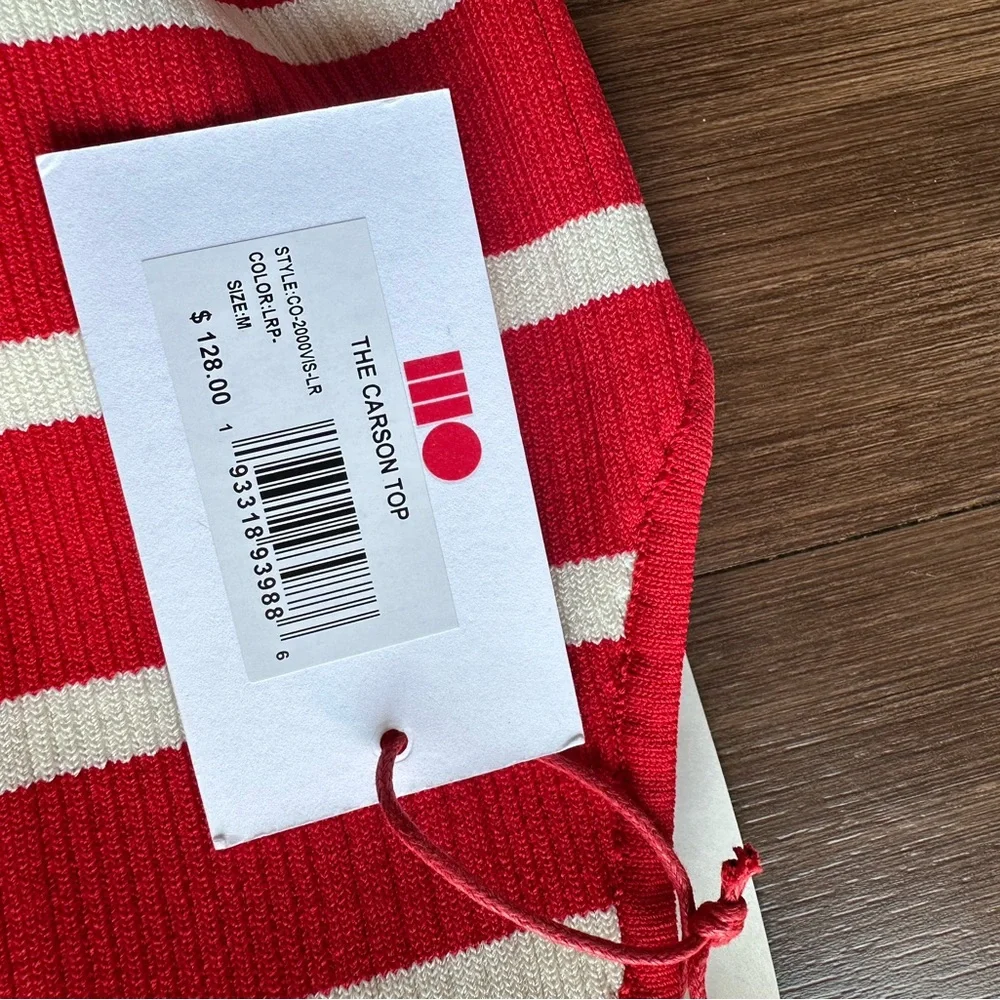 THE CARSON TOP
STYLE:CO-2000VIS-LR
COLOR:LRP-
SIZE:M
$ 128.00
1 93318 93988 6